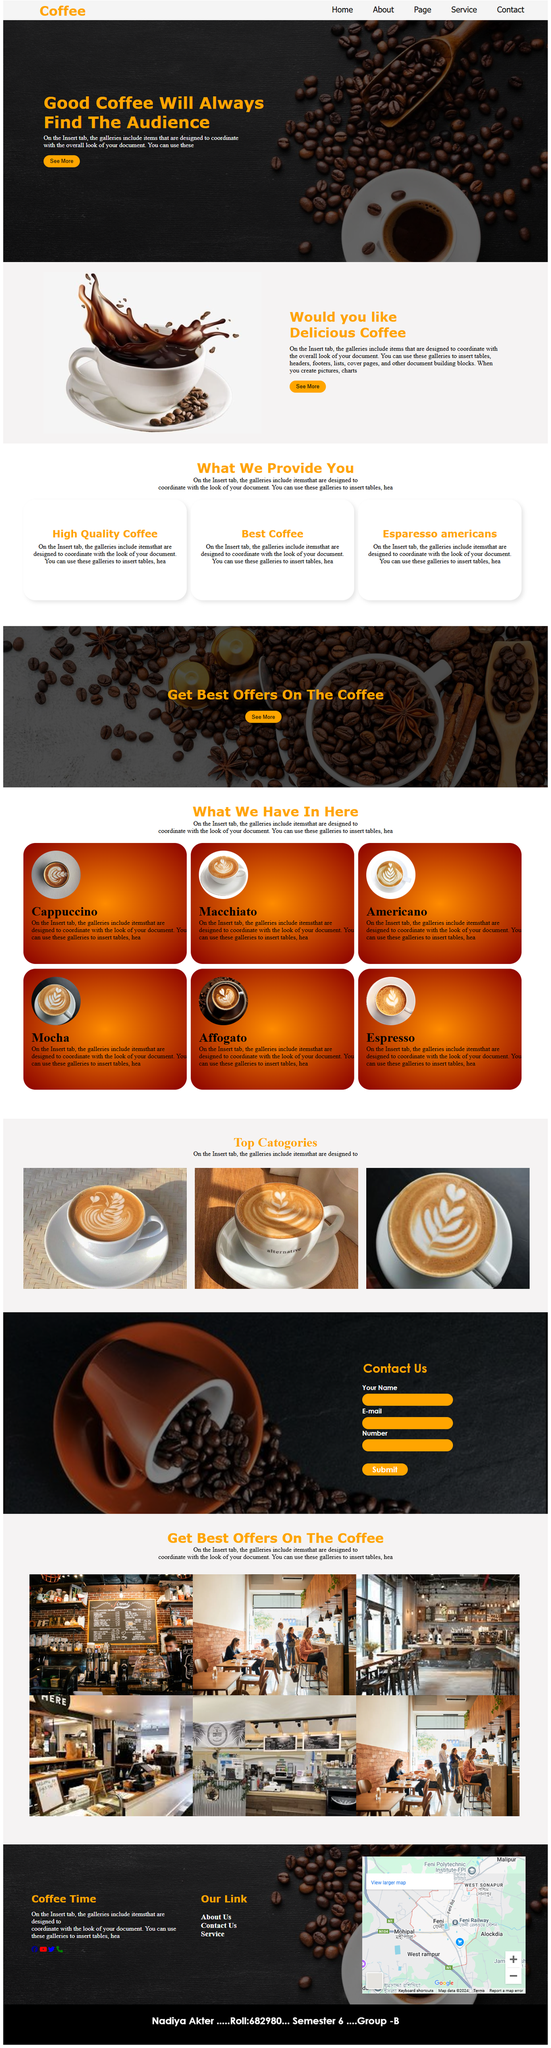 Coffee
Home About Page Service Contact
Good Coffee Will Always
Find The Audience
On the Insert tab, the galleries include items that are designed to coordinate
with the overall look of your document. You can use these
See More
Would you like
Delicious Coffee
On the Insert tab, the galleries include items that are designed to coordinate with
the overall look of your document. You can use these galleries to insert tables,
headers, footers, lists, cover pages, and other document building blocks. When
you create pictures, charts
See More
What We Provide You
On the Insert tab, the galleries include itemsthat are designed to
coordinate with the look of your document. You can use these galleries to insert tables, hea
High Quality Coffee
On the Insert tab, the galleries include itemsthat are
designed to coordinate with the look of your document.
You can use these galleries to insert tables, hea
Best Coffee
On the Insert tab, the galleries include itemsthat are
designed to coordinate with the look of your document.
You can use these galleries to insert tables, hea
Esparesso americans
On the Insert tab, the galleries include itemsthat are
designed to coordinate with the look of your document.
You can use these galleries to insert tables, hea
Get Best Offers On The Coffee
See More
What We Have In Here
On the Insert tab, the galleries include itemsthat are designed to
coordinate with the look of your document. You can use these galleries to insert tables, hea
Cappuccino
On the Insert tab, the galleries include itemsthat are
designed to coordinate with the look of your document. You
can use these galleries to insert tables, hea
Macchiato
On the Insert tab, the galleries include itemsthat are
designed to coordinate with the look of your document. You
can use these galleries to insert tables, hea
Americano
On the Insert tab, the galleries include itemsthat are
designed to coordinate with the look of your document. You
can use these galleries to insert tables, hea
Mocha
On the Insert tab, the galleries include itemsthat are
designed to coordinate with the look of your document. You
can use these galleries to insert tables, hea
Affogato
On the Insert tab, the galleries include itemsthat are
designed to coordinate with the look of your document. You
can use these galleries to insert tables, hea
Espresso
On the Insert tab, the galleries include itemsthat are
designed to coordinate with the look of your document. You
can use these galleries to insert tables, hea
Top Catogories
On the Insert tab, the galleries include itemsthat are designed to
alternative
Contact Us
Your Name
E-mail
Number
Submit
Get Best Offers On The Coffee
On the Insert tab, the galleries include itemsthat are designed to
coordinate with the look of your document. You can use these galleries to insert tables, hea
HERE
Coffee Time
On the Insert tab, the galleries include itemsthat are
designed to
coordinate with the look of your document. You can use
these galleries to insert tables, hea
Our Link
About Us
Contact Us
Service
Malipur
Feni Polytechnic
Institute-FPI
View larger map
WEST SONAPUR
Feni
Feni Railway
Mohipal
Alockdia
West rampur
Google
Keyboard shortcuts Map data ©2024 Terms Report a map error
Nadiya Akter .....Roll:682980... Semester 6 ....Group -B